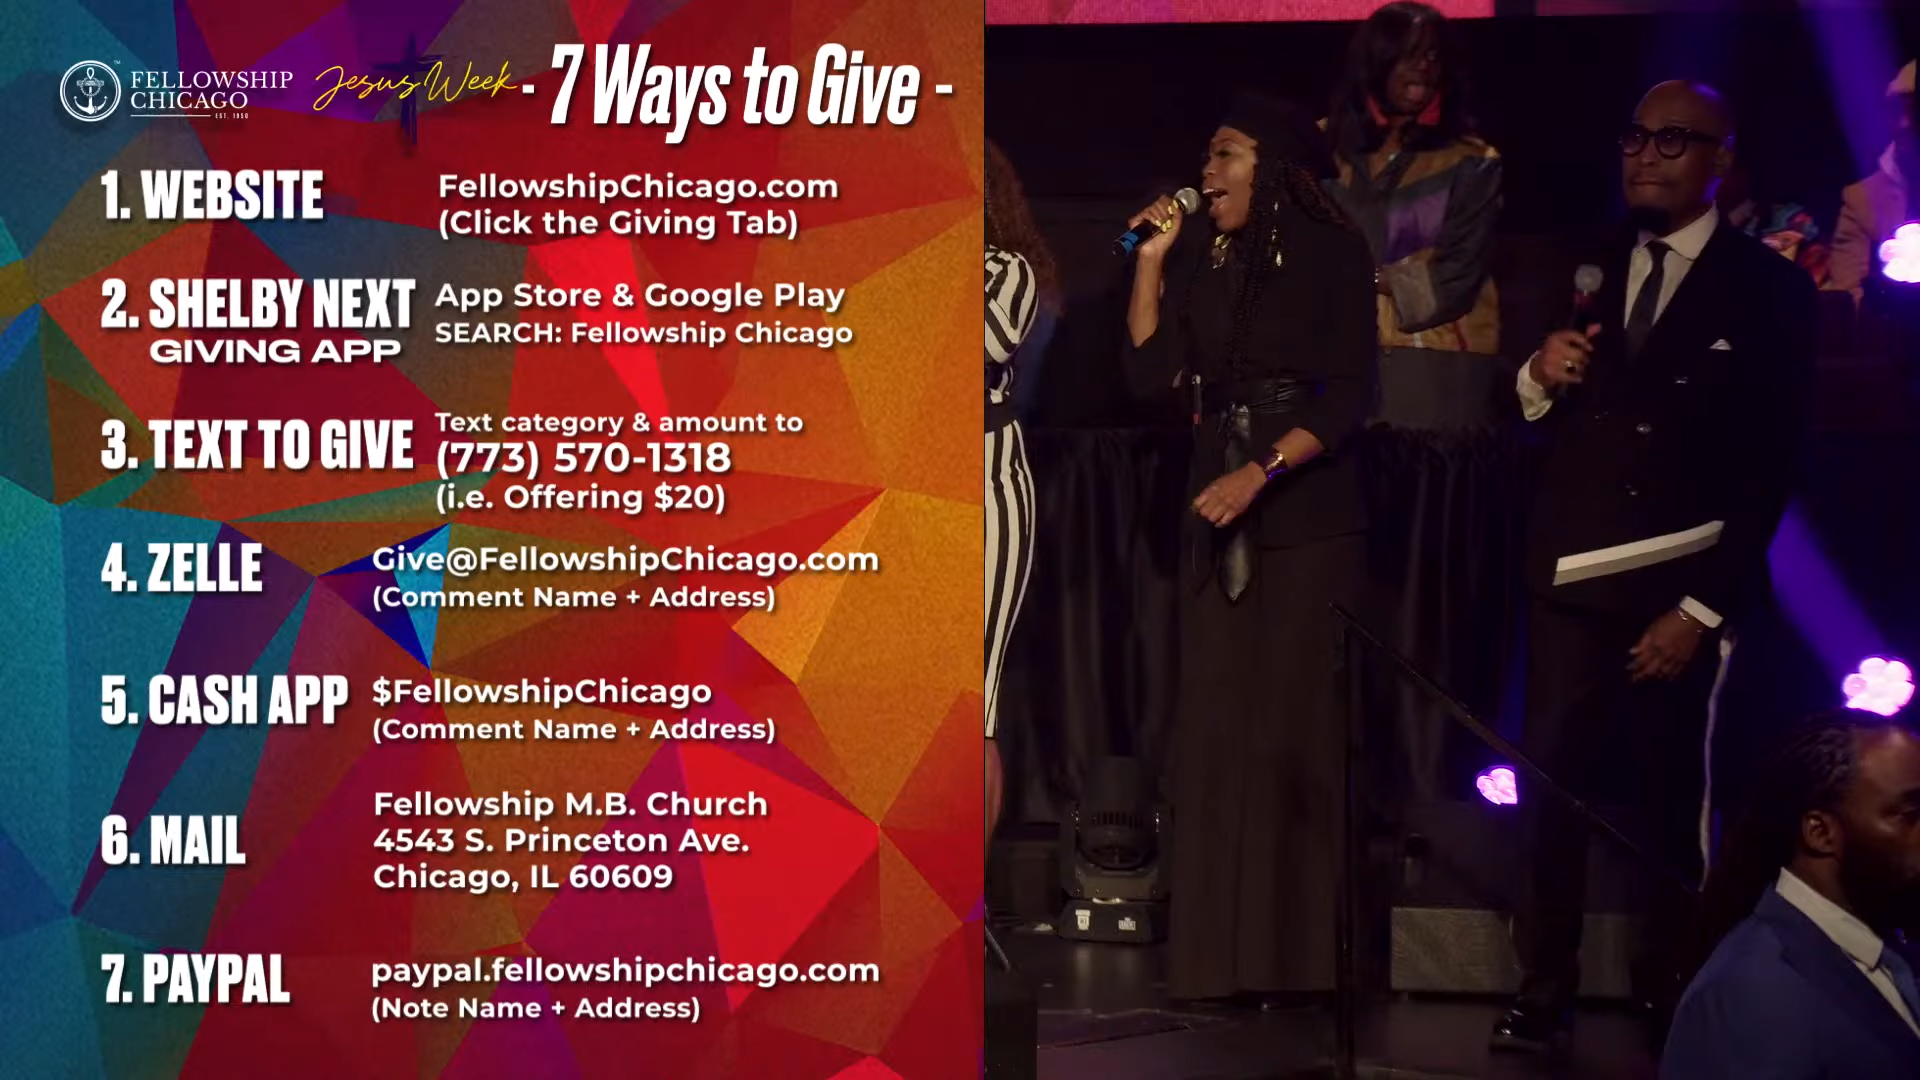 FELLOWSHIP
CHICAGO
EST. 1950
Jesus Week
- 7 Ways to Give -
1. WEBSITE
FellowshipChicago.com
(Click the Giving Tab)
2. SHELBY NEXT
GIVING APP
App Store & Google Play
SEARCH: Fellowship Chicago
3. TEXT TO GIVE
Text category & amount to
(773) 570-1318
(i.e. Offering $20)
4. ZELLE
Give@FellowshipChicago.com
(Comment Name + Address)
5. CASH APP
$FellowshipChicago
(Comment Name + Address)
6. MAIL
Fellowship M.B. Church
4543 S. Princeton Ave.
Chicago, IL 60609
7. PAYPAL
paypal.fellowshipchicago.com
(Note Name + Address)